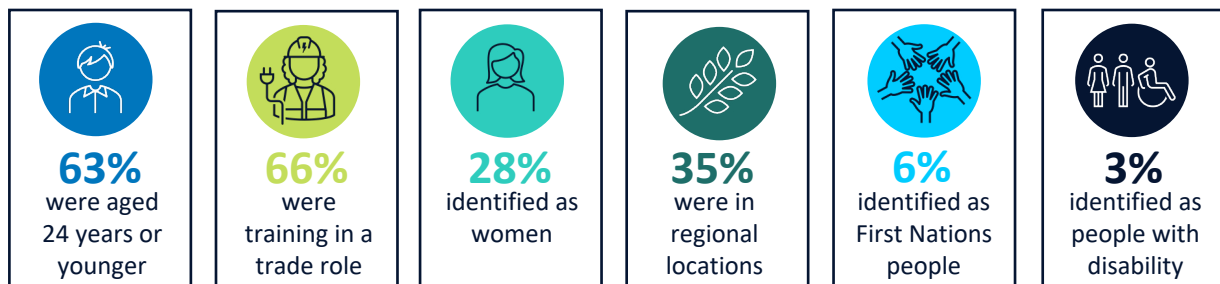 63%
were aged
24 years or
younger
66%
were
training in a
trade role
28%
identified as
women
35%
were in
regional
locations
6%
identified as
First Nations
people
3%
identified as
people with
disability